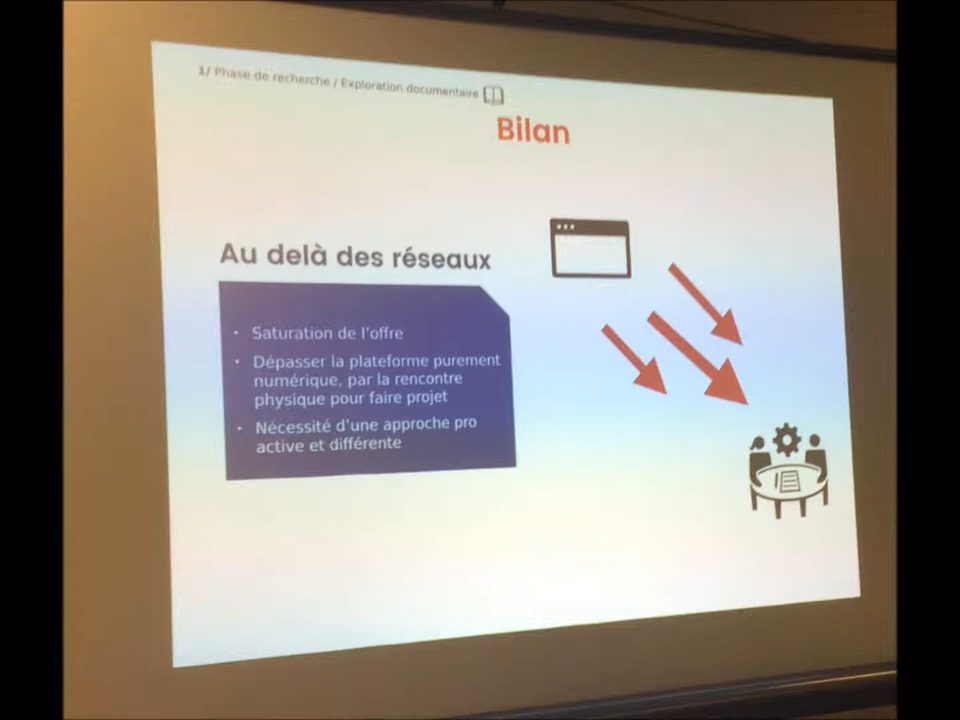 1/ Phase de recherche / Exploration documentaire
Bilan
Au delà des réseaux
• Saturation de l'offre
• Dépasser la plateforme purement
numérique, par la rencontre
physique pour faire projet
• Nécessité d'une approche pro
active et différente